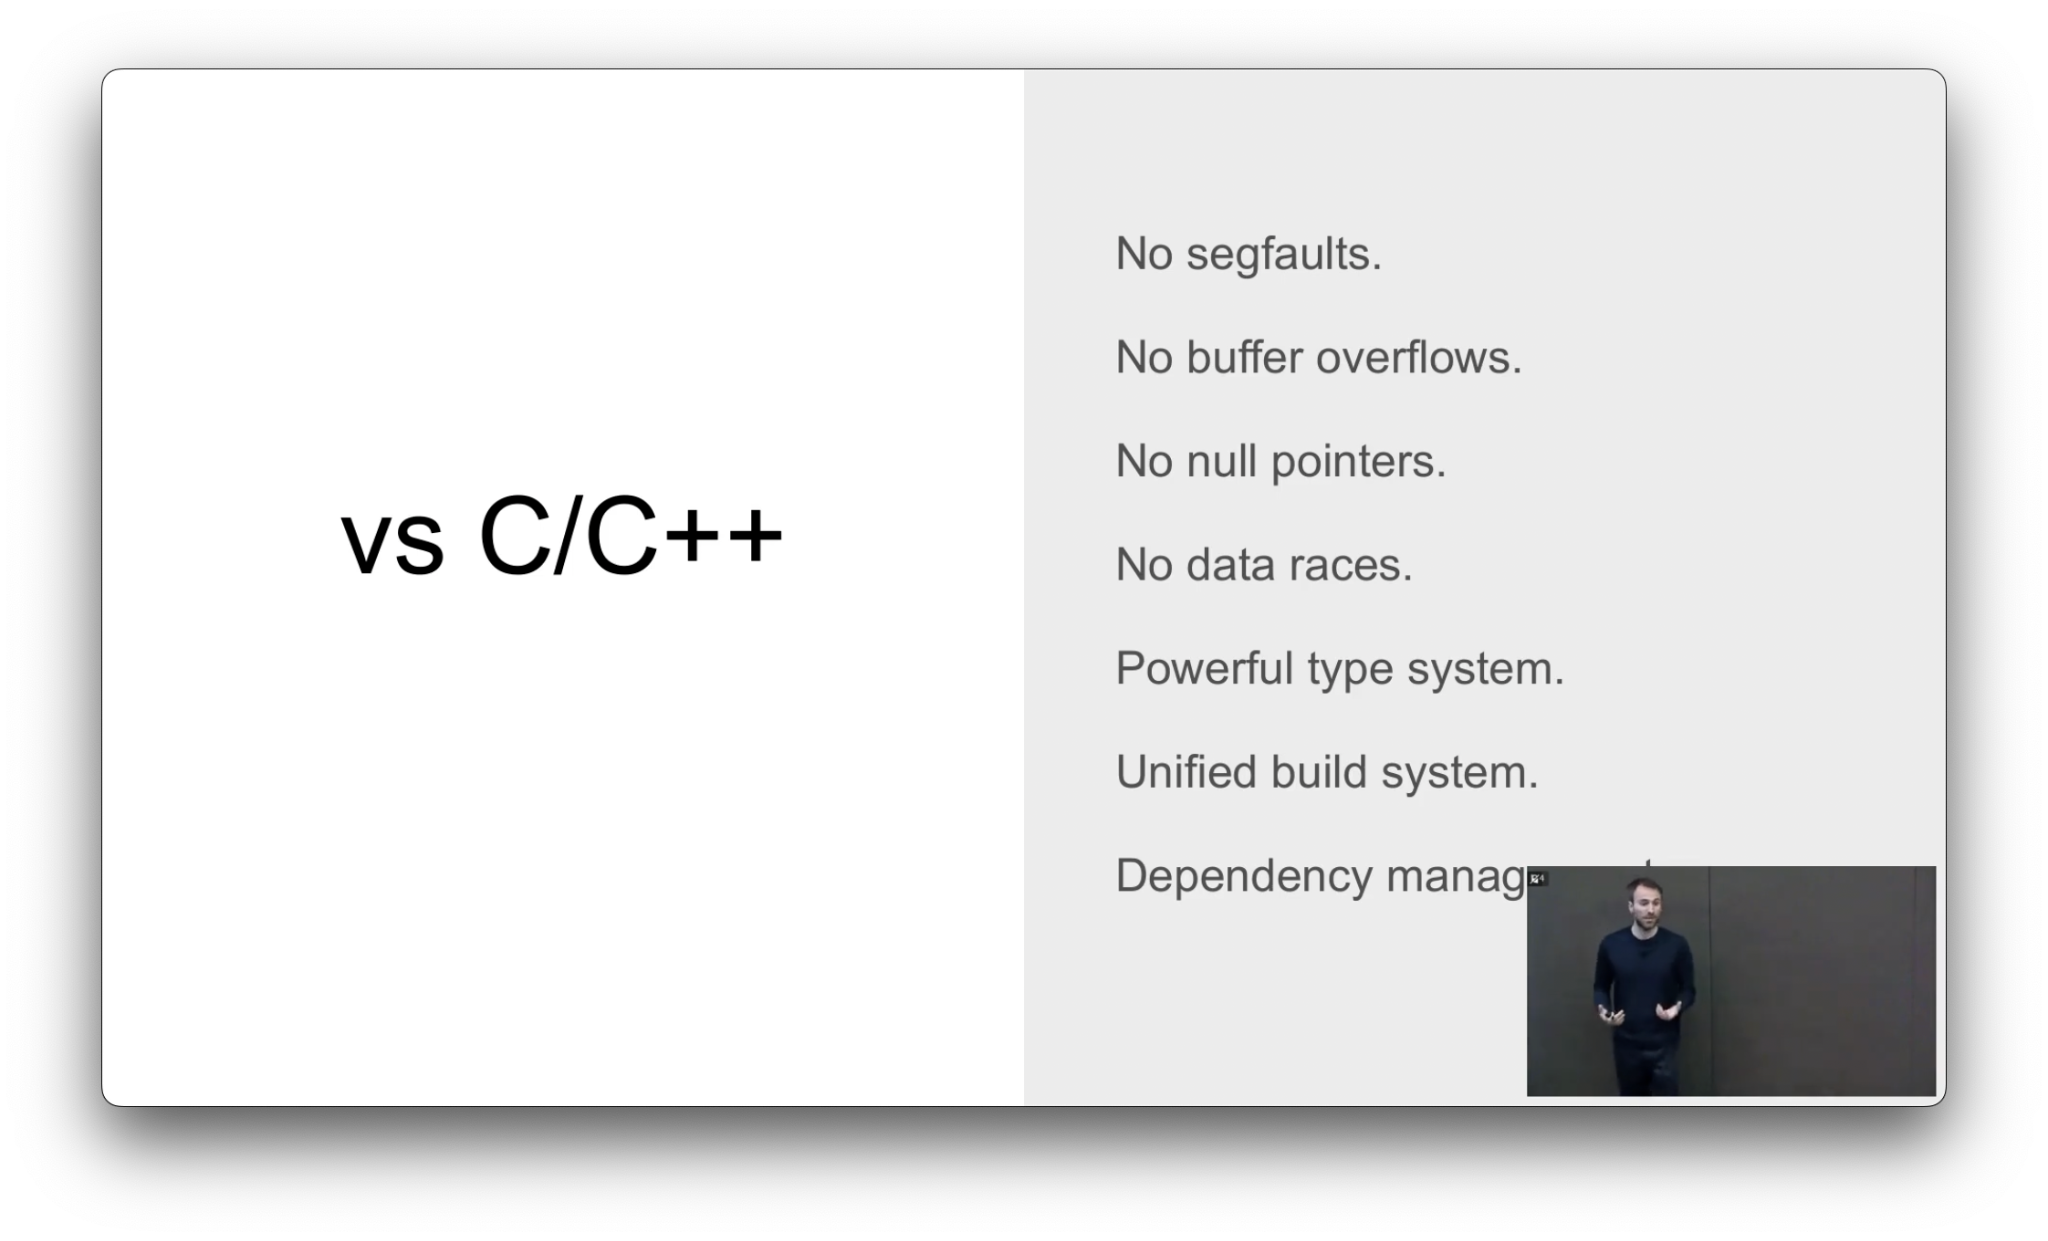 vs C/C++
No segfaults.
No buffer overflows.
No null pointers.
No data races.
Powerful type system.
Unified build system.
Dependency